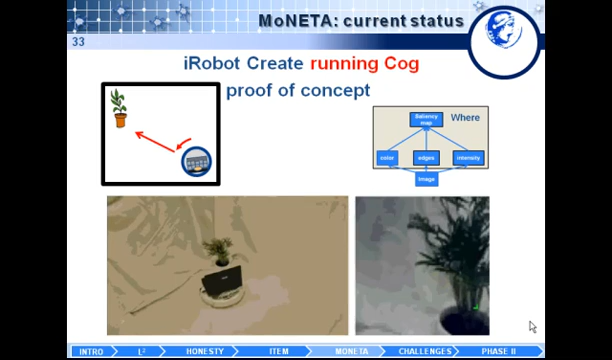 MoNETA: current status
33
iRobot Create running Cog
proof of concept
Where
Saliency
map
color edges intensity
image
INTRO L² HONESTY ITEM MONETA CHALLENGES PHASE II